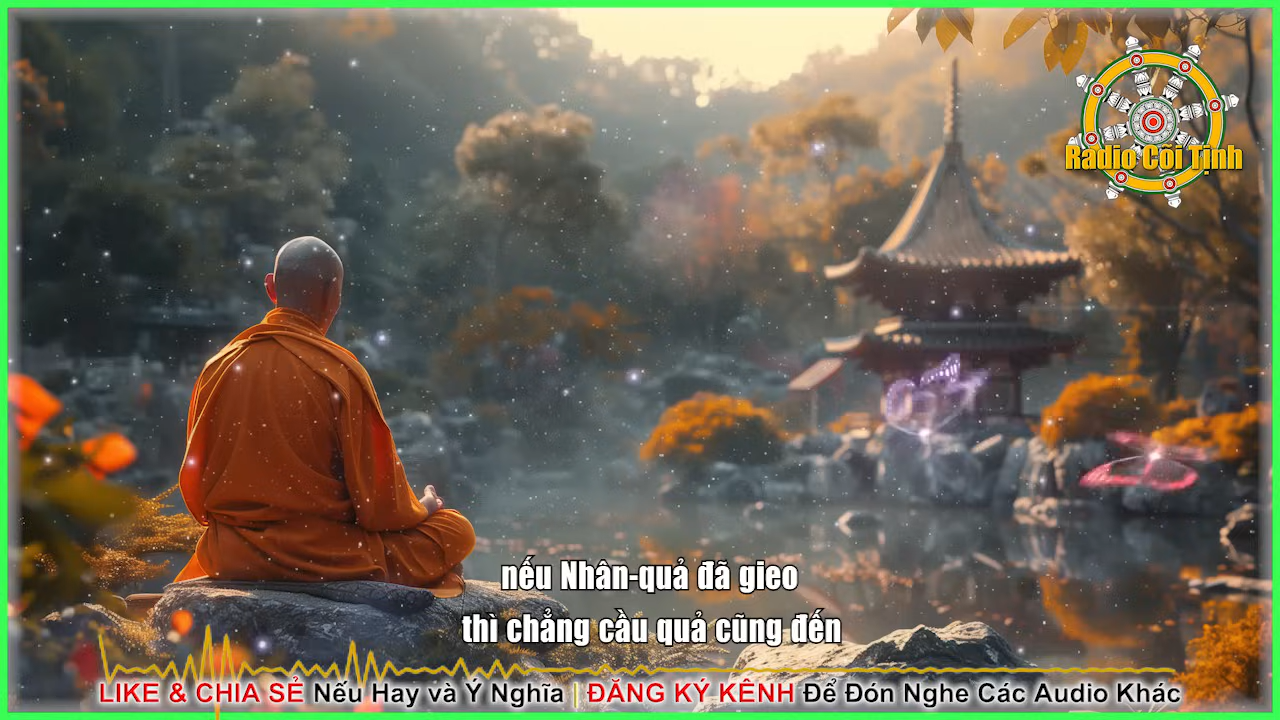 Radio Cõi Tịnh
nếu Nhân-quả đã gieo
thì chẳng cầu quả cũng đến
LIKE & CHIA SẺ Nếu Hay và Ý Nghĩa | ĐĂNG KÝ KÊNH Để Đón Nghe Các Audio Khác